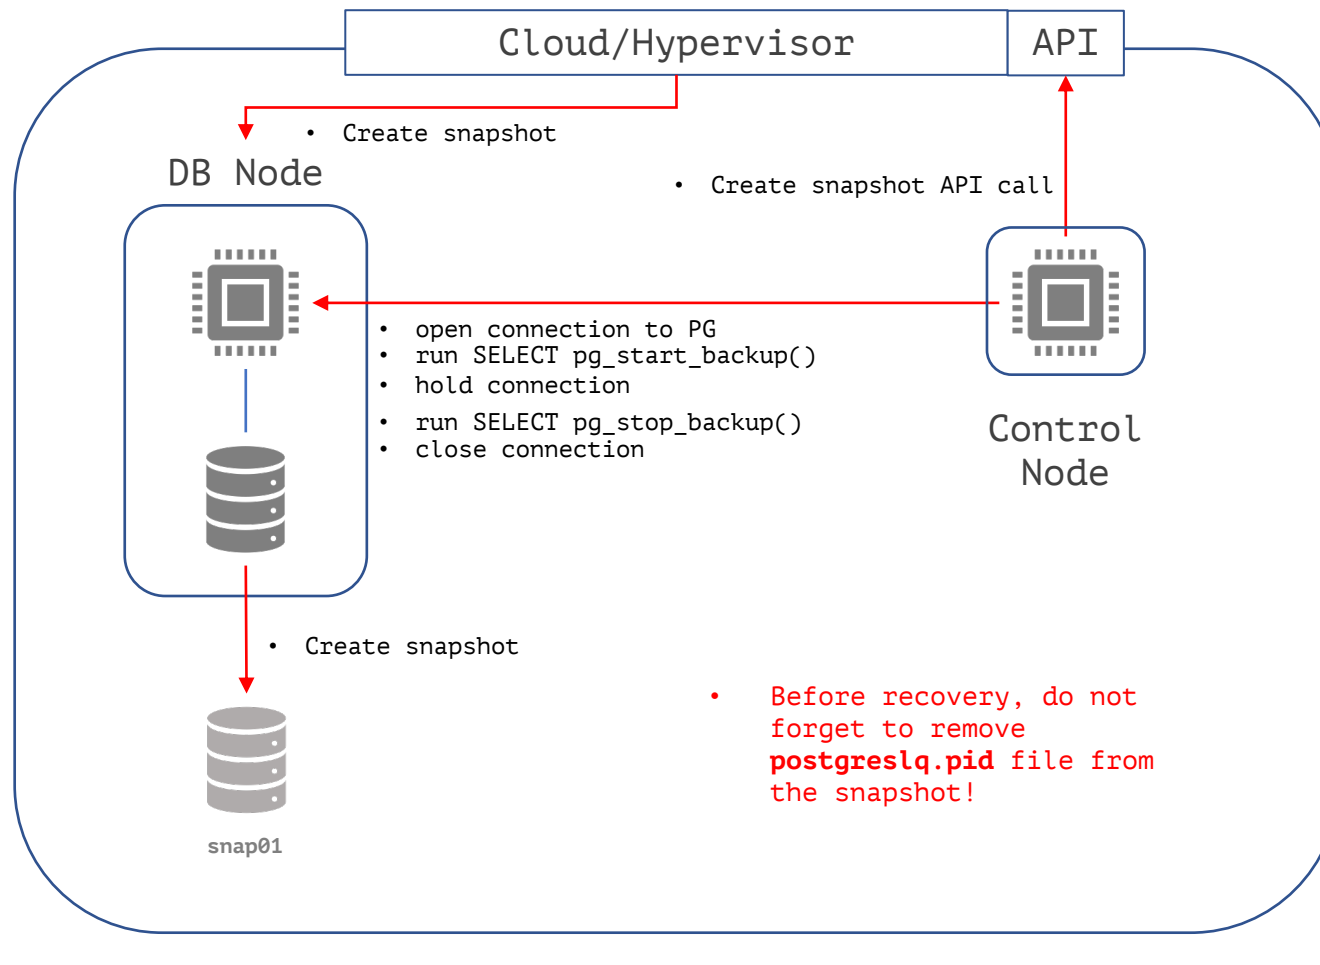 Cloud/Hypervisor
API
• Create snapshot
DB Node
• Create snapshot API call
• open connection to PG
• run SELECT pg_start_backup()
• hold connection
• run SELECT pg_stop_backup()
• close connection
Control
Node
• Create snapshot
• Before recovery, do not
forget to remove
postgreslq.pid file from
the snapshot!
snap01